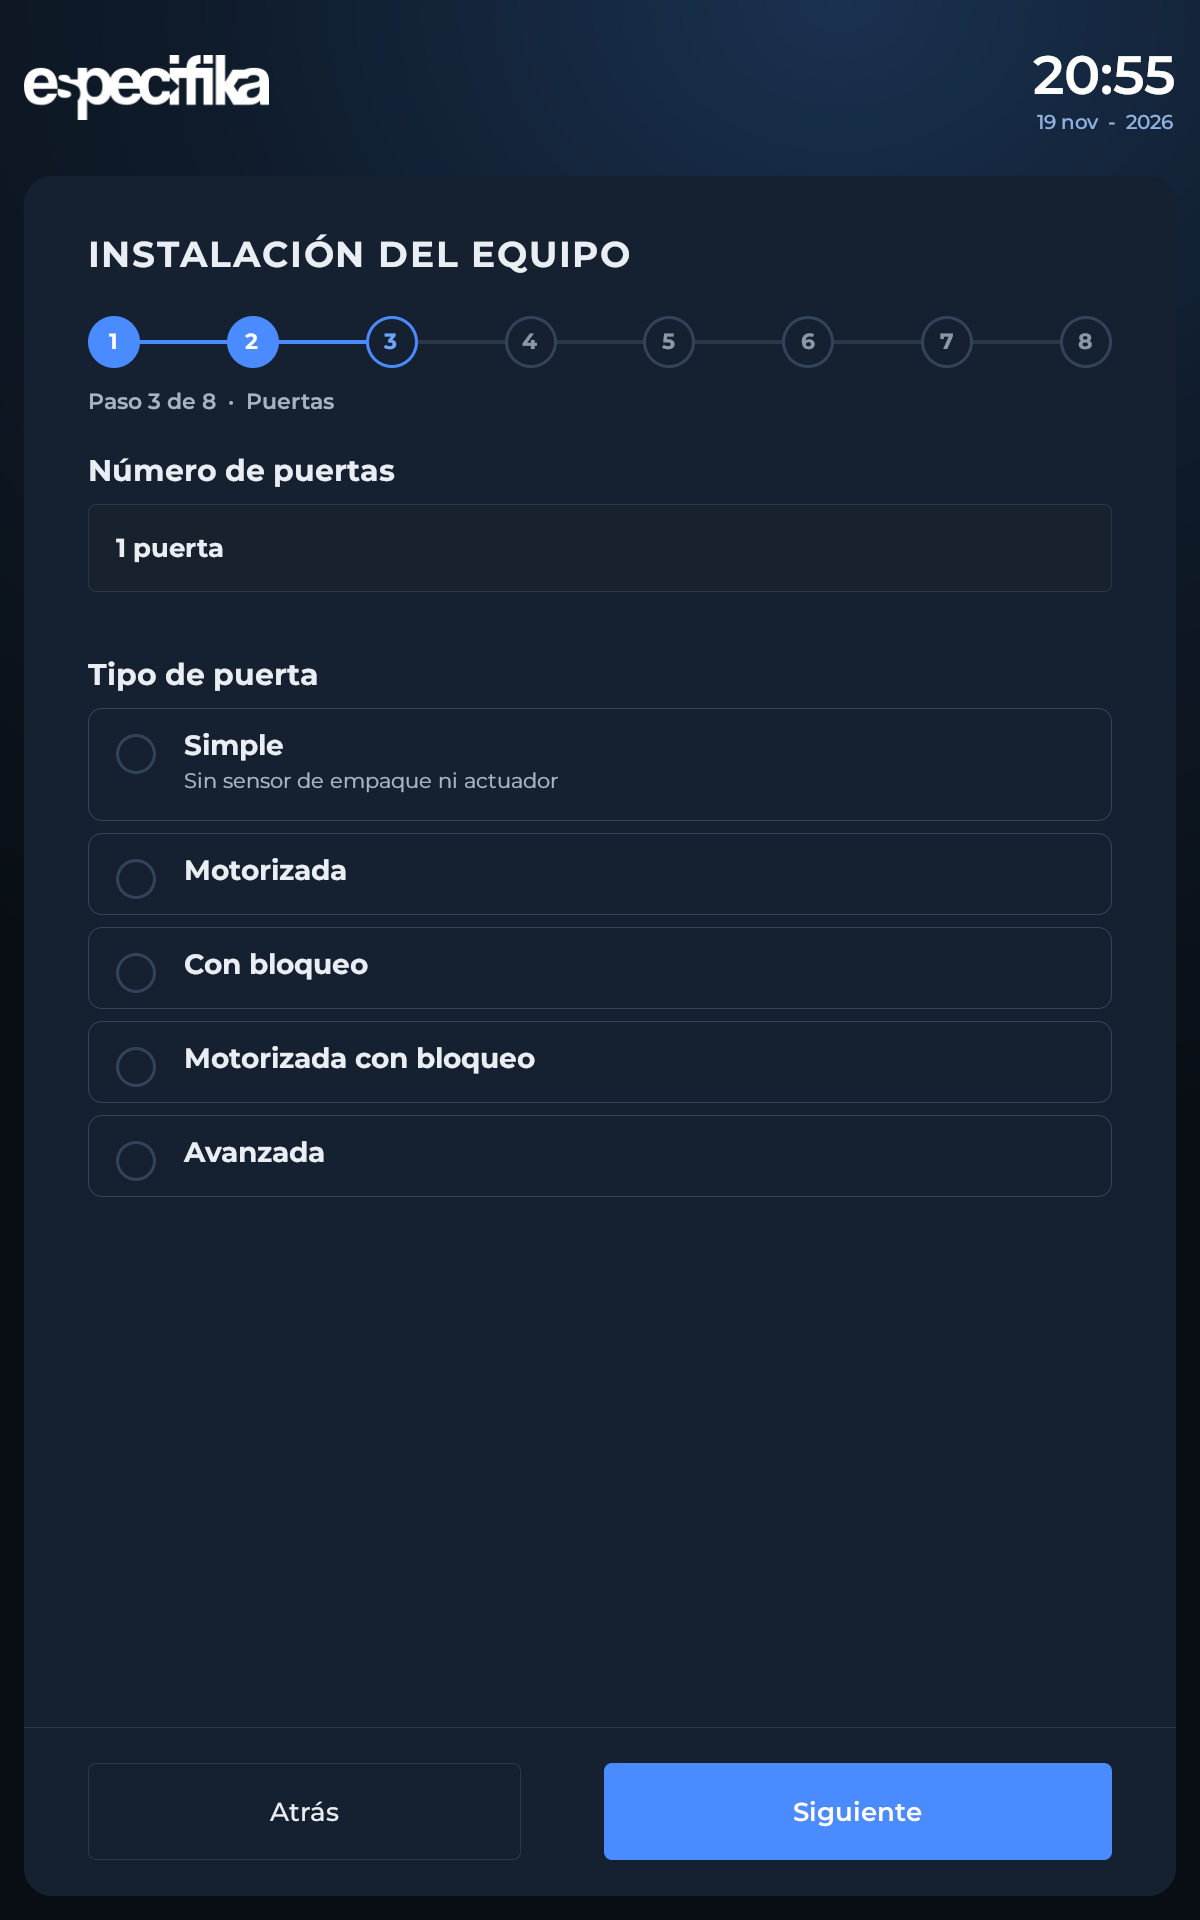 especifika
20:55
19 nov - 2026
INSTALACIÓN DEL EQUIPO
1 2 3 4 5 6 7 8
Paso 3 de 8 · Puertas
Número de puertas
1 puerta
Tipo de puerta
Simple
Sin sensor de empaque ni actuador
Motorizada
Con bloqueo
Motorizada con bloqueo
Avanzada
Atrás
Siguiente